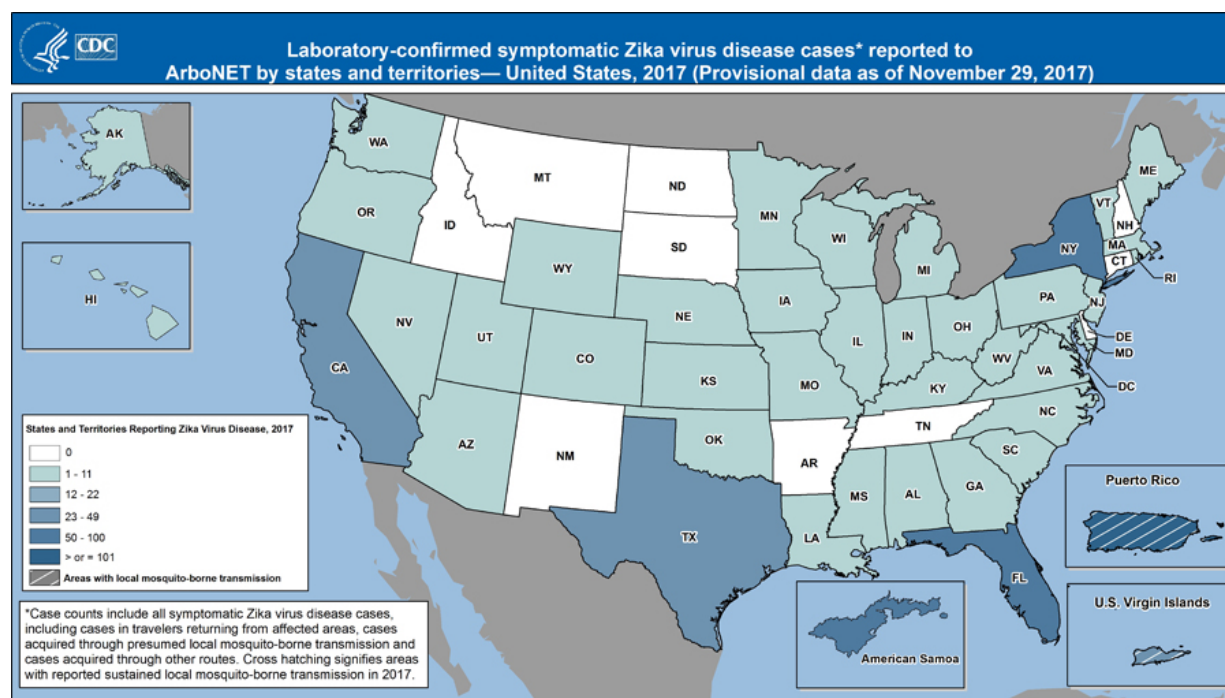 CDC
Laboratory-confirmed symptomatic Zika virus disease cases* reported to
ArboNET by states and territories— United States, 2017 (Provisional data as of November 29, 2017)
AK
HI
WA
OR
CA
NV
ID
MT
WY
UT
AZ
CO
NM
ND
SD
NE
KS
OK
TX
MN
IA
MO
AR
LA
WI
IL
MI
IN
OH
KY
TN
MS
AL
GA
FL
SC
NC
VA
WV
PA
NY
ME
VT
NH
MA
CT
RI
NJ
DE
MD
DC
States and Territories Reporting Zika Virus Disease, 2017
0
1 - 11
12 - 22
23 - 49
50 - 100
> or = 101
Areas with local mosquito-borne transmission
*Case counts include all symptomatic Zika virus disease cases,
including cases in travelers returning from affected areas, cases
acquired through presumed local mosquito-borne transmission and
cases acquired through other routes. Cross hatching signifies areas
with reported sustained local mosquito-borne transmission in 2017.
American Samoa
Puerto Rico
U.S. Virgin Islands